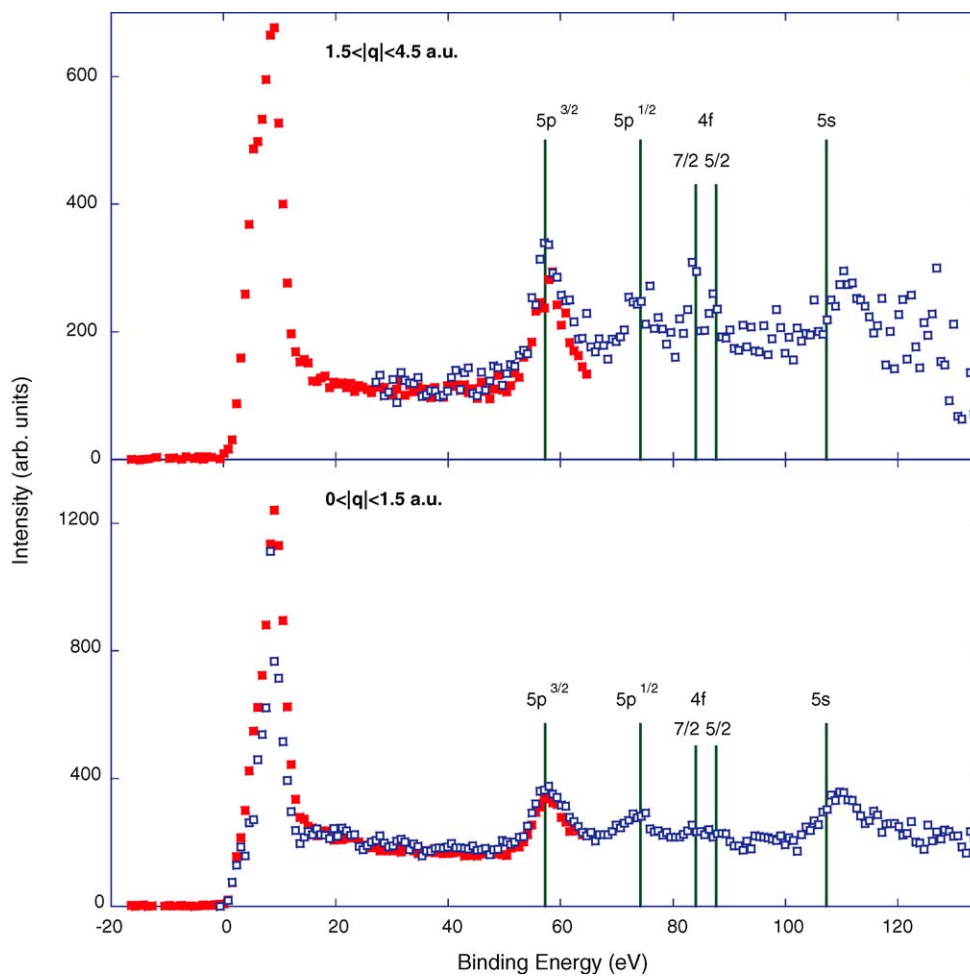 1.5<|q|<4.5 a.u.
600
400
200
0
5p 3/2
5p 1/2
4f
5s
7/2 5/2
Intensity (arb. units)
0<|q|<1.5 a.u.
1200
800
400
0
5p 3/2
5p 1/2
4f
5s
7/2 5/2
-20 0 20 40 60 80 100 120
Binding Energy (eV)